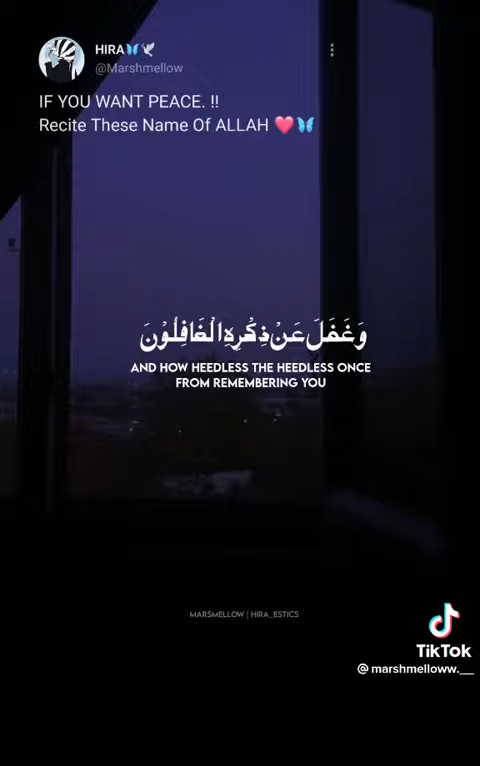 HIRA🦋🕊
@Marshmellow
IF YOU WANT PEACE. !!
Recite These Name Of ALLAH ❤️🦋
وَغَفَلَ عَنْ ذِكْرِهِ الْغَافِلُوْنَ
AND HOW HEEDLESS THE HEEDLESS ONCE
FROM REMEMBERING YOU
MARSMELLOW | HIRA_ESTICS
TikTok
@marshmelloww.__